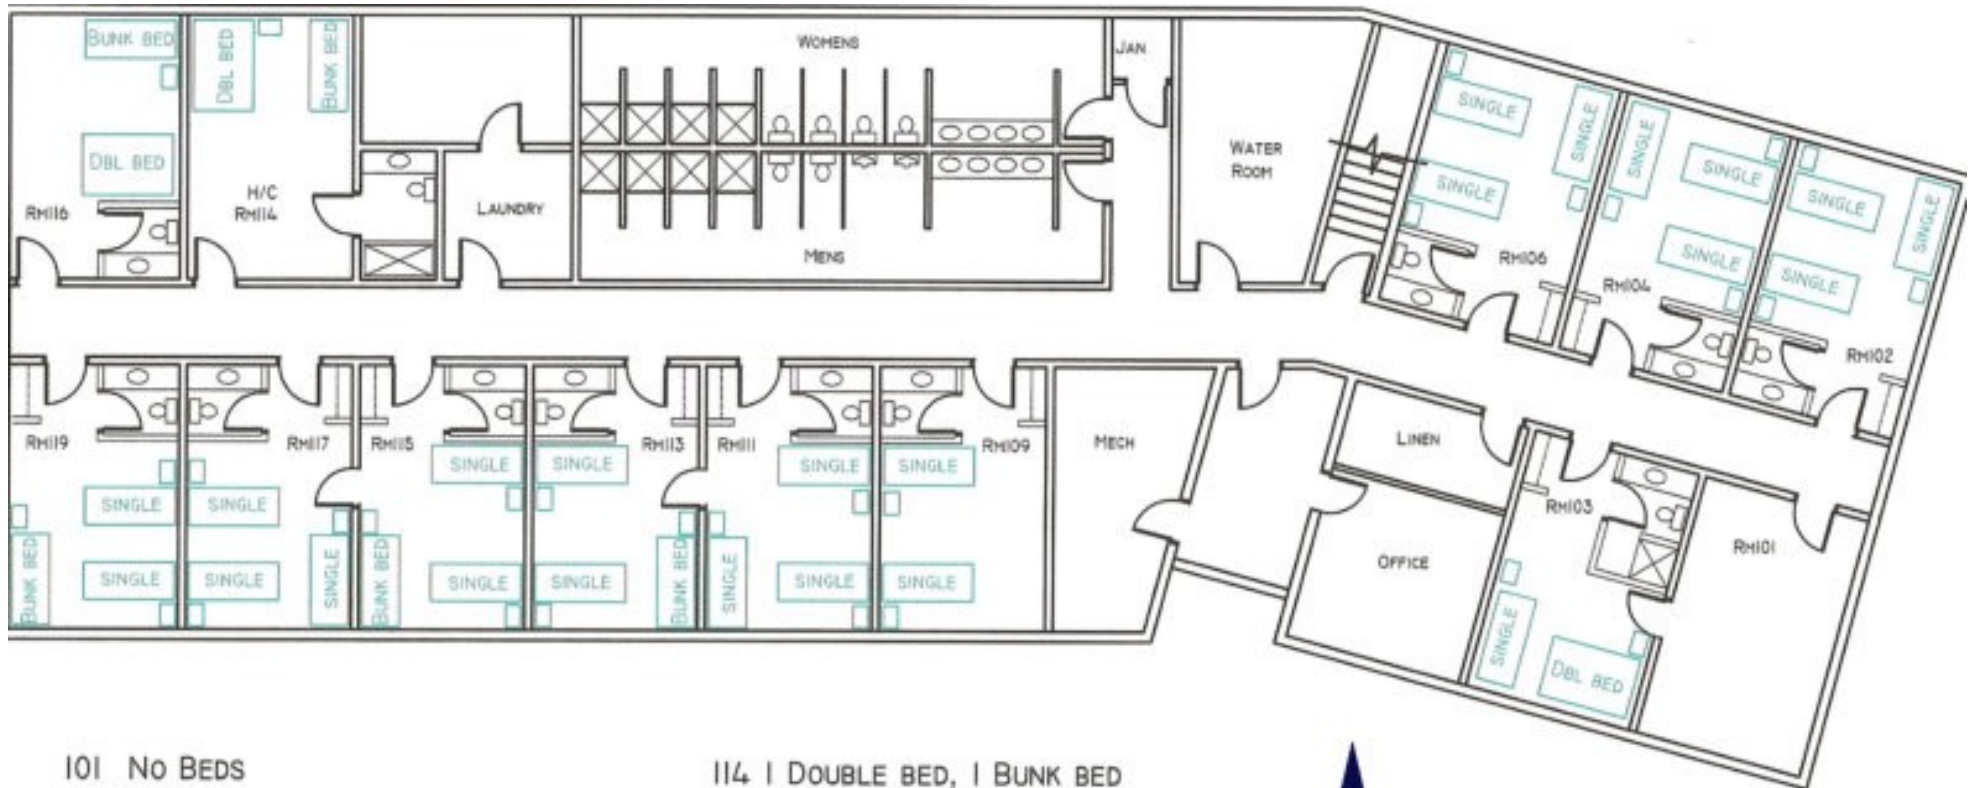 BUNK BED
DBL BED
RM116
DBL BED
BUNK BED
H/C
RM114
LAUNDRY
WOMENS
MENS
JAN
WATER
ROOM
SINGLE
SINGLE
SINGLE
RM106
SINGLE
SINGLE
SINGLE
RM104
SINGLE
SINGLE
SINGLE
RM102
RM119
SINGLE
BUNK BED
SINGLE
RM117
SINGLE
SINGLE
SINGLE
RM115
SINGLE
BUNK BED
SINGLE
RM113
SINGLE
SINGLE
BUNK BED
RM111
SINGLE
SINGLE
SINGLE
RM109
SINGLE
SINGLE
MECH
LINEN
OFFICE
RM103
SINGLE
DBL BED
RM101
101 NO BEDS
114 1 DOUBLE BED, 1 BUNK BED